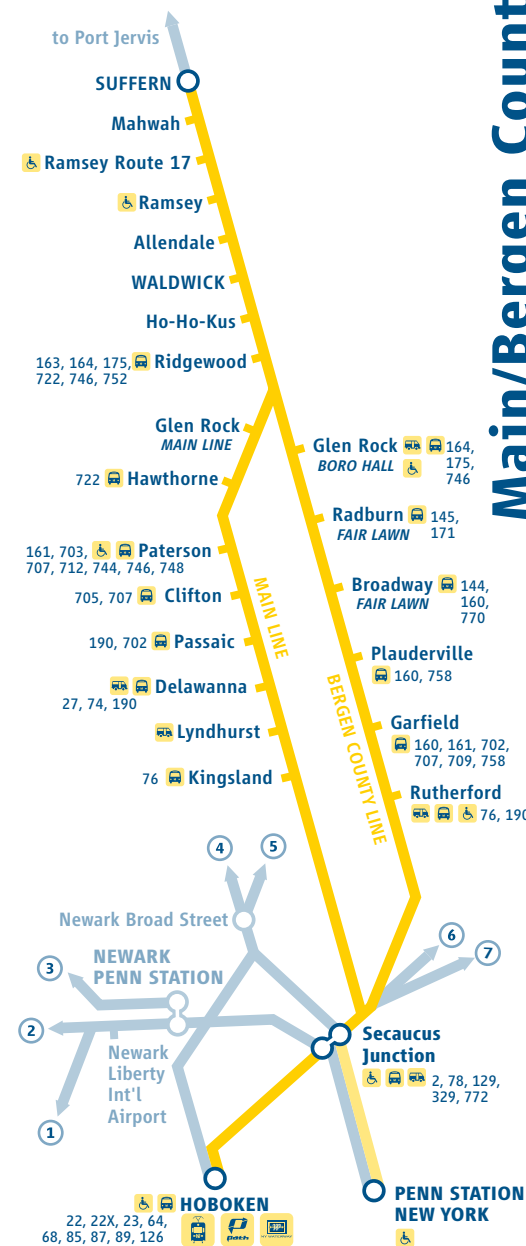 to Port Jervis
SUFFERN
Mahwah
Ramsey Route 17
Ramsey
Allendale
WALDWICK
Ho-Ho-Kus
163, 164, 175, Ridgewood
722, 746, 752
Glen Rock
MAIN LINE
722 Hawthorne
161, 703, Paterson
707, 712, 744, 746, 748
705, 707 Clifton
190, 702 Passaic
Delawanna
27, 74, 190
Lyndhurst
76 Kingsland
MAIN LINE
Glen Rock 164,
BORO HALL 175,
746
Radburn 145,
FAIR LAWN 171
Broadway 144,
FAIR LAWN 160,
770
Plauderville
160, 758
Garfield
160, 161, 702,
707, 709, 758
Rutherford
76, 190
BERGEN COUNTY LINE
Main/Bergen Count
4
5
Newark Broad Street
6
7
NEWARK
PENN STATION
3
2
Newark
Liberty
Int'l
Airport
1
Secaucus
Junction
2, 78, 129,
329, 772
HOBOKEN
22, 22X, 23, 64,
68, 85, 87, 89, 126
path
PENN STATION
NEW YORK